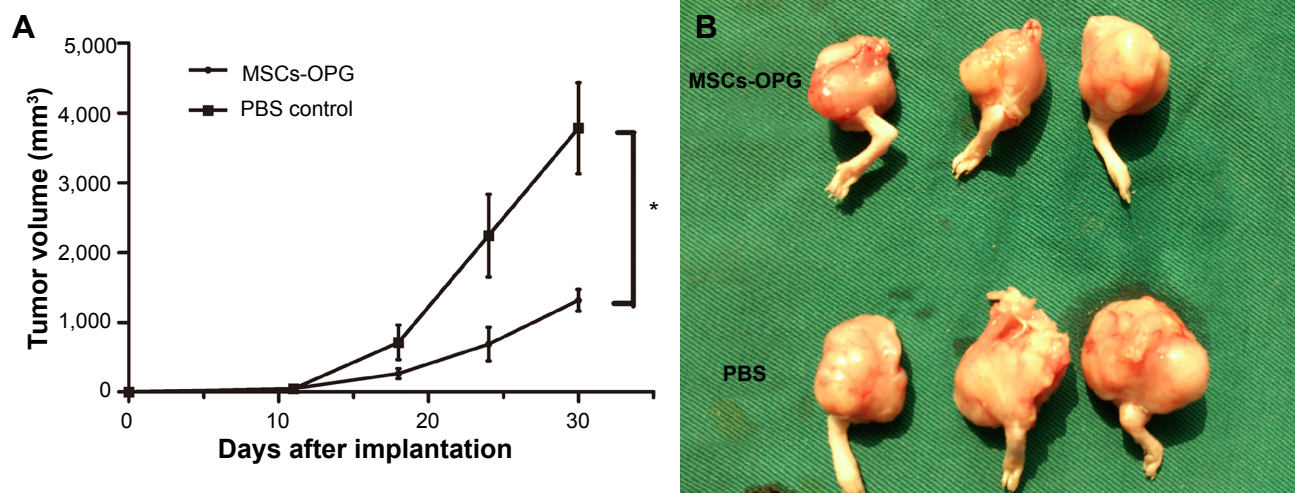 A
5,000
4,000
3,000
2,000
1,000
0
Tumor volume (mm³)
MSCs-OPG
PBS control
*
0 10 20 30
Days after implantation
B
MSCs-OPG
PBS